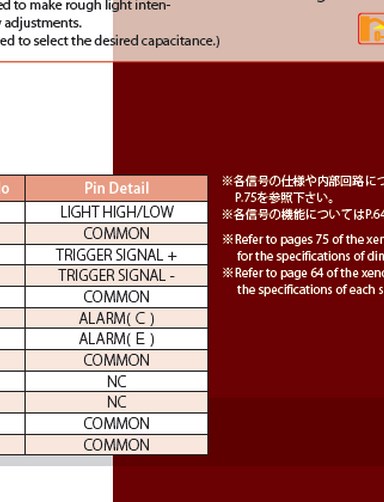 ed to make rough light inten-
adjustments.
ed to select the desired capacitance.)
Pin Detail
LIGHT HIGH/LOW
COMMON
TRIGGER SIGNAL +
TRIGGER SIGNAL -
COMMON
ALARM( C )
ALARM( E )
COMMON
NC
NC
COMMON
COMMON
※各信号の仕様や内部回路に
P.75を参照下さい。
※各信号の機能についてはP.64
※Refer to pages 75 of the xen
for the specifications of
※Refer to page 64 of the xeno
the specifications of each